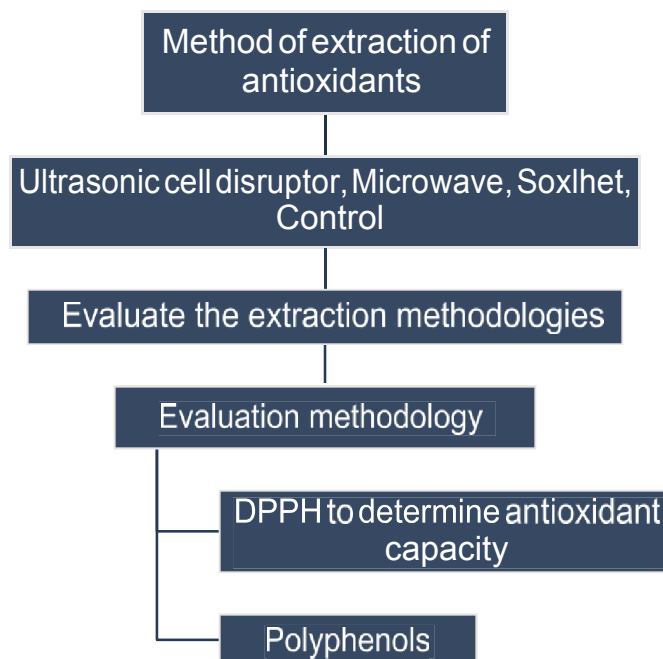 Method of extraction of
antioxidants
Ultrasonic cell disruptor, Microwave, Soxlhet,
Control
Evaluate the extraction methodologies
Evaluation methodology
DPPH to determine antioxidant
capacity
Polyphenols